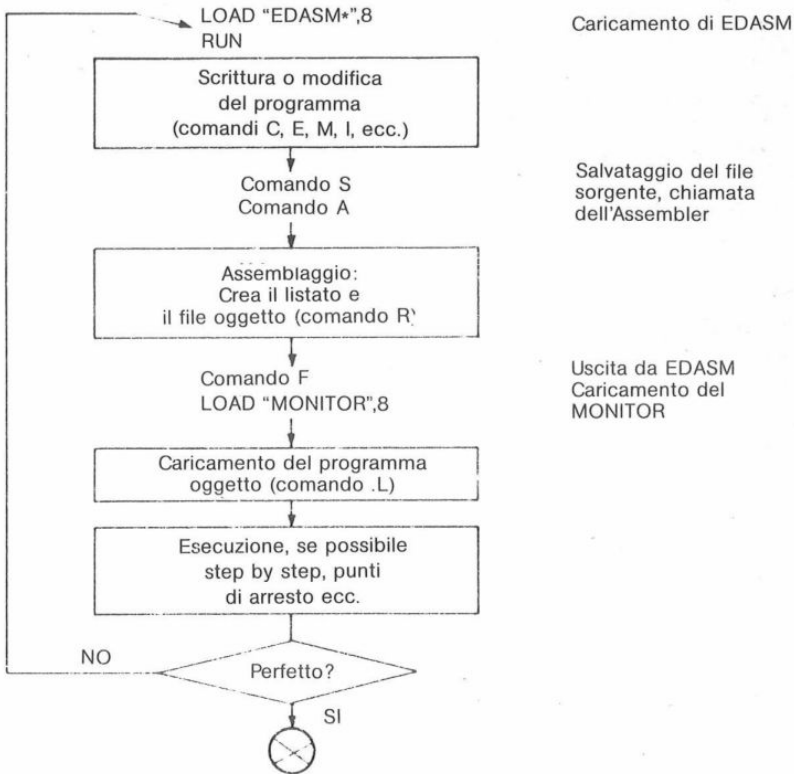 LOAD “EDASM*”,8
RUN
Caricamento di EDASM
Scrittura o modifica
del programma
(comandi C, E, M, I, ecc.)
Comando S
Comando A
Salvataggio del file
sorgente, chiamata
dell'Assembler
Assemblaggio:
Crea il listato e
il file oggetto (comando R)
Comando F
LOAD “MONITOR”,8
Uscita da EDASM
Caricamento del
MONITOR
Caricamento del programma
oggetto (comando .L)
Esecuzione, se possibile
step by step, punti
di arresto ecc.
NO
Perfetto?
SI